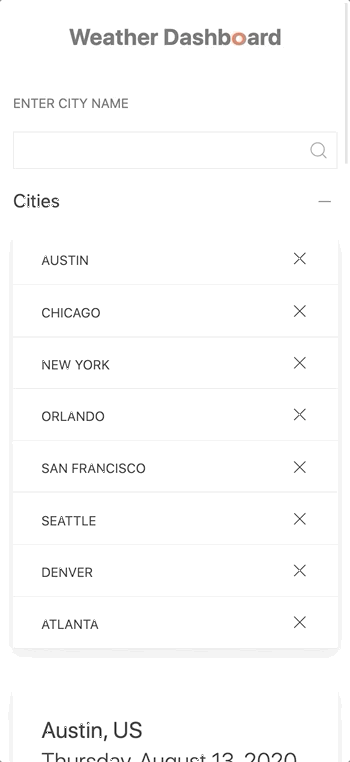 Weather Dashboard
ENTER CITY NAME
Cities
AUSTIN
CHICAGO
NEW YORK
ORLANDO
SAN FRANCISCO
SEATTLE
DENVER
ATLANTA
Austin, US
Thursday, August 13, 2020